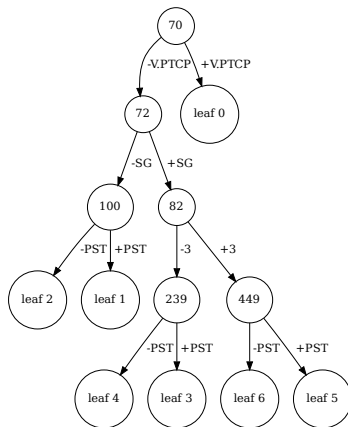 70
-V.PTCP +V.PTCP
72 leaf 0
-SG +SG
100 82
-PST +PST -3 +3
leaf 2 leaf 1 239 449
-PST +PST -PST +PST
leaf 4 leaf 3 leaf 6 leaf 5